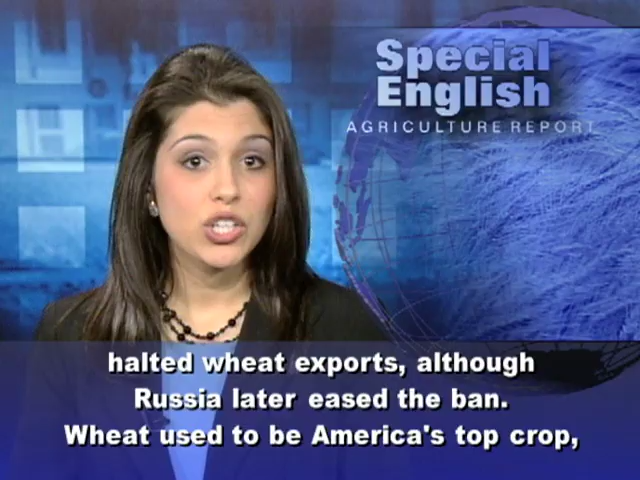 Special
English
AGRICULTURE REPORT
halted wheat exports, although
Russia later eased the ban.
Wheat used to be America's top crop,